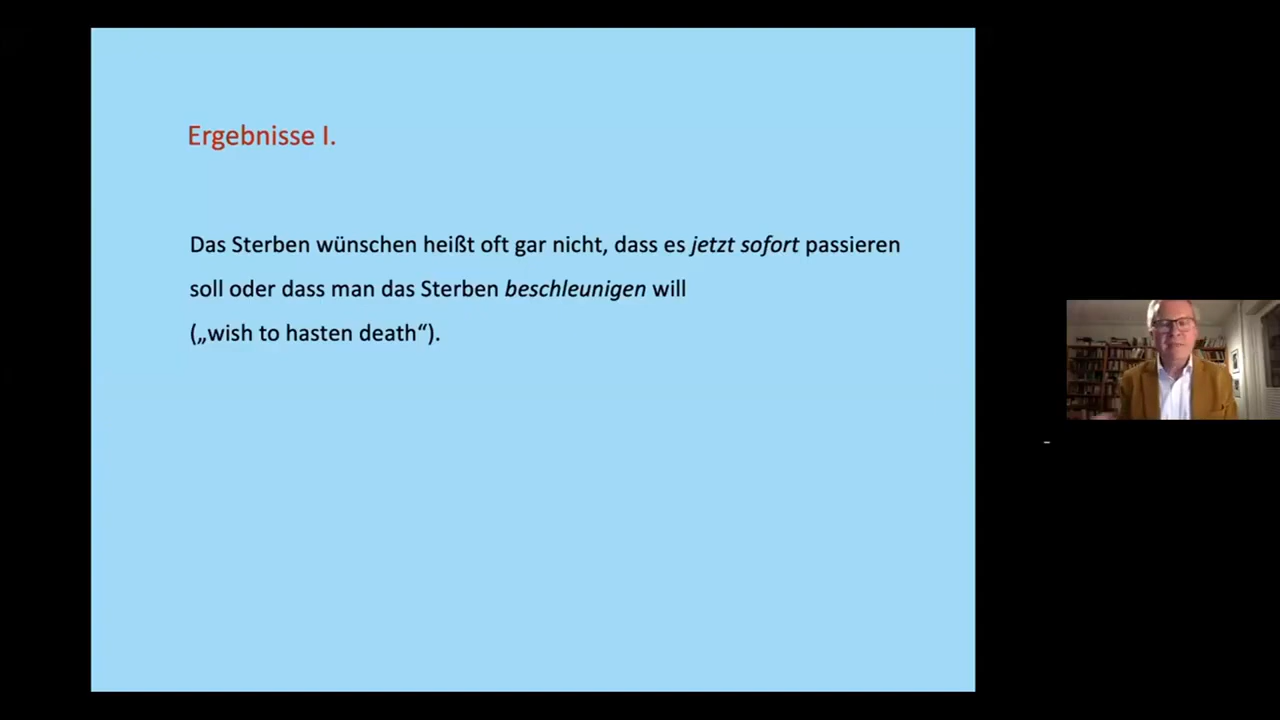 Ergebnisse I.
Das Sterben wünschen heißt oft gar nicht, dass es jetzt sofort passieren
soll oder dass man das Sterben beschleunigen will
(„wish to hasten death“).